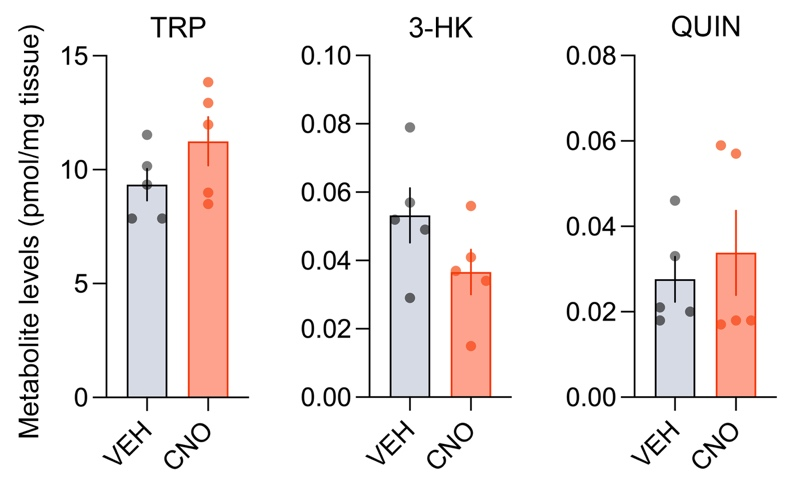 Metabolite levels (pmol/mg tissue)
TRP
15
10
5
0
VEH
CNO
3-HK
0.10
0.08
0.06
0.04
0.02
0.00
VEH
CNO
QUIN
0.08
0.06
0.04
0.02
0.00
VEH
CNO